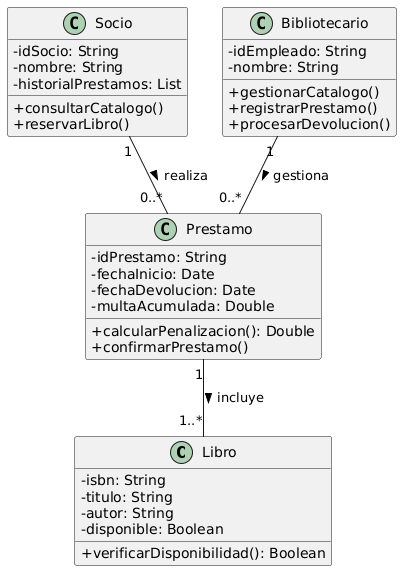 C Socio
-idSocio: String
-nombre: String
-historialPrestamos: List
+consultarCatalogo()
+reservarLibro()
C Bibliotecario
-idEmpleado: String
-nombre: String
+gestionarCatalogo()
+registrarPrestamo()
+procesarDevolucion()
1
1
realiza
gestiona
0..*
0..*
C Prestamo
-idPrestamo: String
-fechaInicio: Date
-fechaDevolucion: Date
-multaAcumulada: Double
+calcularPenalizacion(): Double
+confirmarPrestamo()
1
incluye
1..*
C Libro
-isbn: String
-titulo: String
-autor: String
-disponible: Boolean
+verificarDisponibilidad(): Boolean